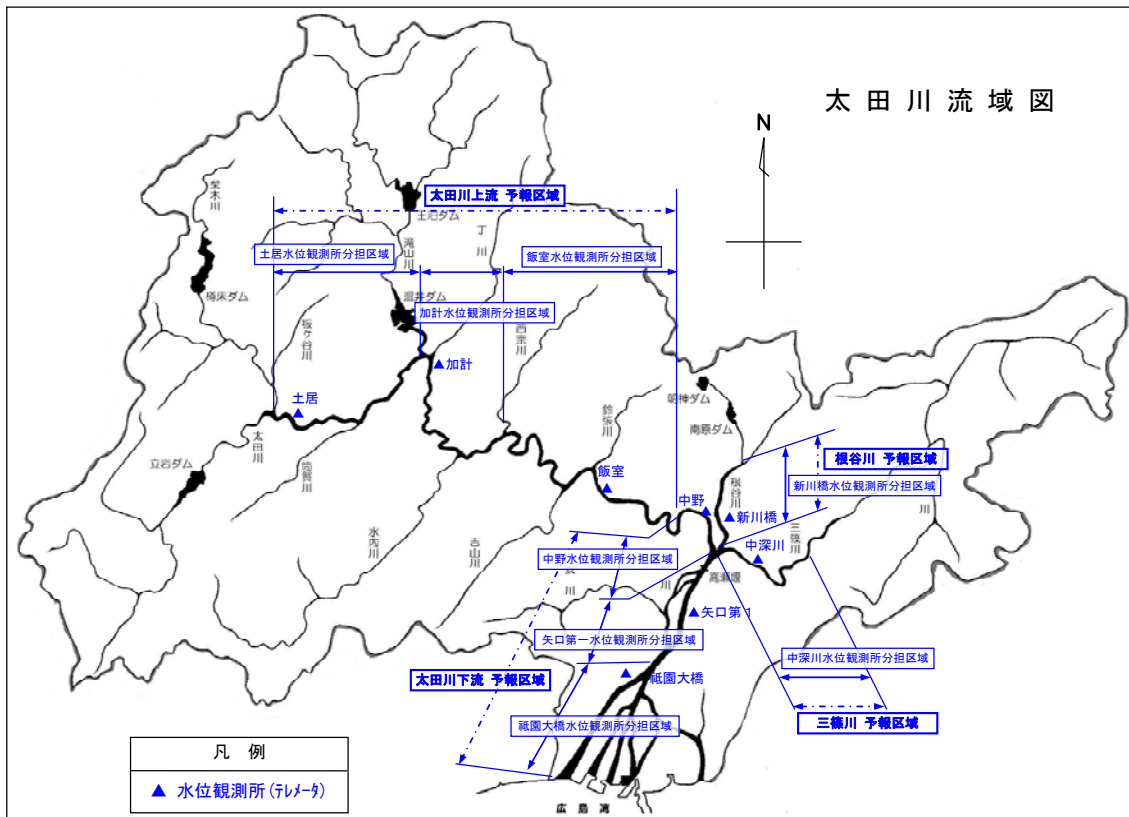 太田川流域図
N
柴木川
王泊ダム
太田川上流 予報区域
丁川
滝山川
土居水位観測所分担区域
飯室水位観測所分担区域
樽床ダム
温井ダム
加計水位観測所分担区域
板ケ谷川
西宗川
加計
土居
明神ダム
鈴張川
南原ダム
太田川
立岩ダム
筒賀川
根谷川 予報区域
根谷川
新川橋水位観測所分担区域
飯室
中野
新川橋
三篠川
川
水内川
吉山川
中野水位観測所分担区域
中深川
高瀬堰
川
川
矢口第1
矢口第一水位観測所分担区域
中深川水位観測所分担区域
太田川下流 予報区域
祗園大橋
三篠川 予報区域
祗園大橋水位観測所分担区域
凡 例
▲ 水位観測所(テレメータ)
広島湾